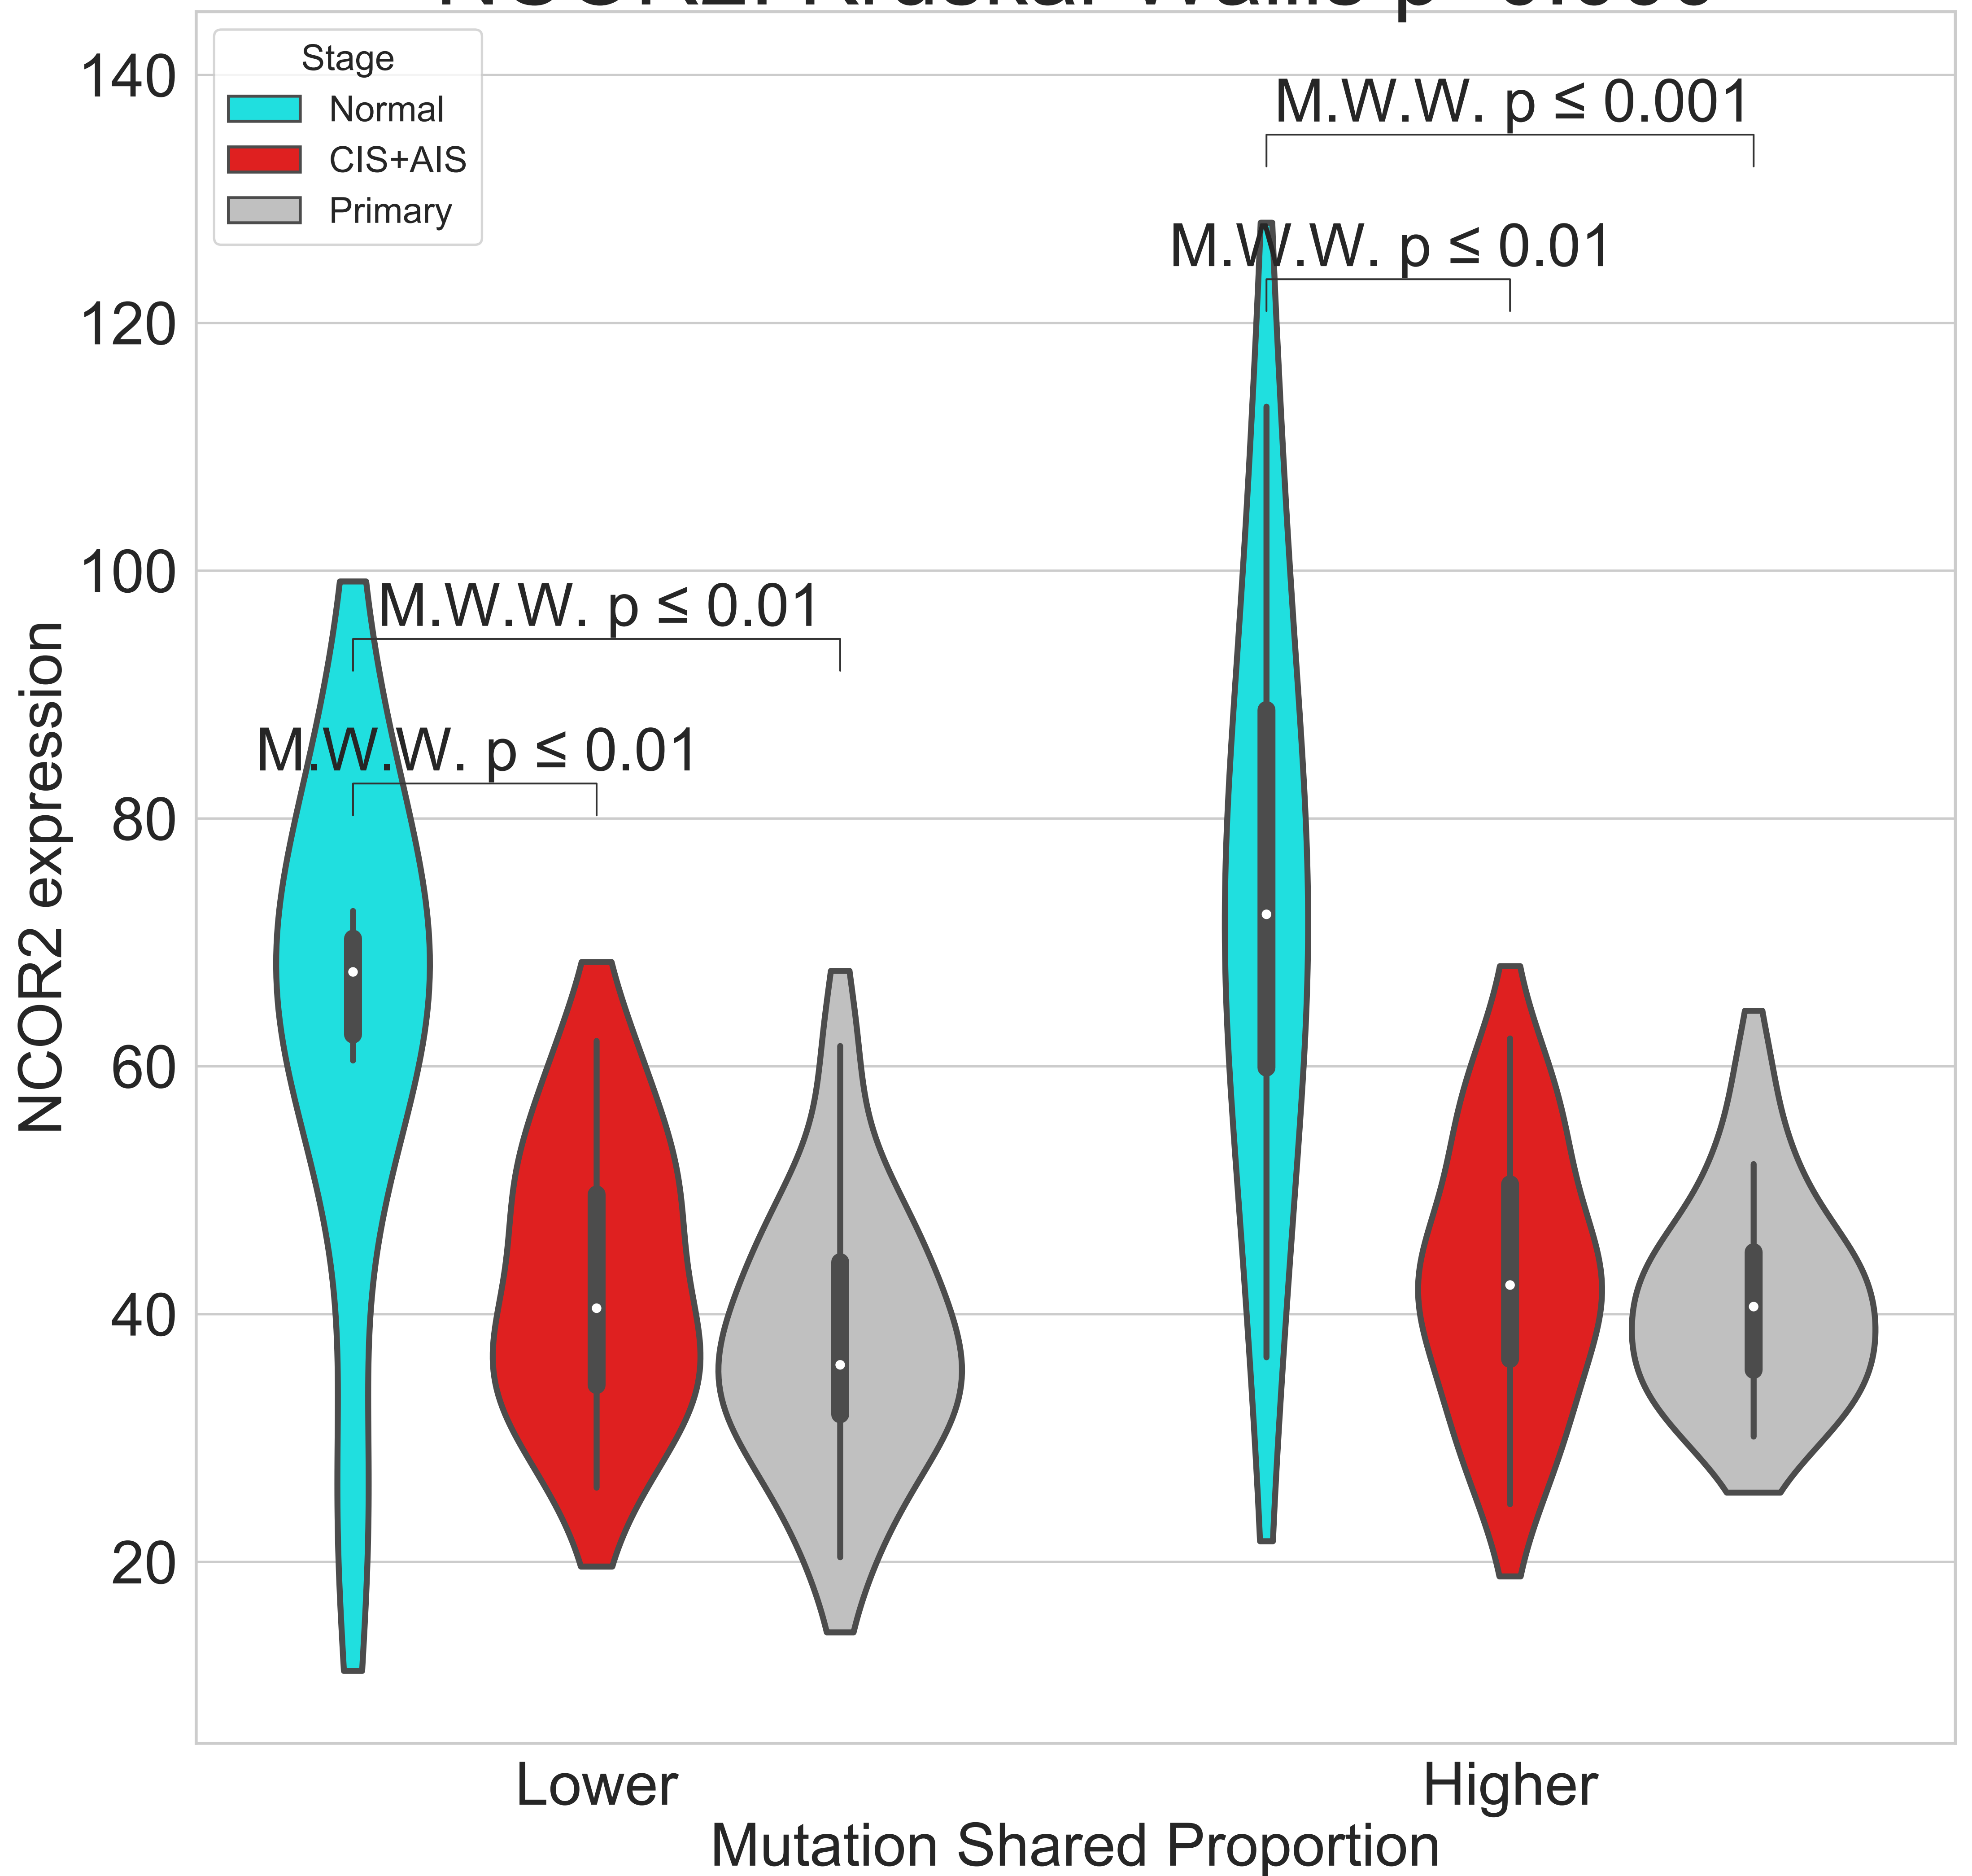 Stage
Normal
CIS+AIS
Primary
140
120
100
80
60
40
20
NCOR2 expression
M.W.W. p ≤ 0.001
M.W.W. p ≤ 0.01
M.W.W. p ≤ 0.01
M.W.W. p ≤ 0.01
Lower
Higher
Mutation Shared Proportion